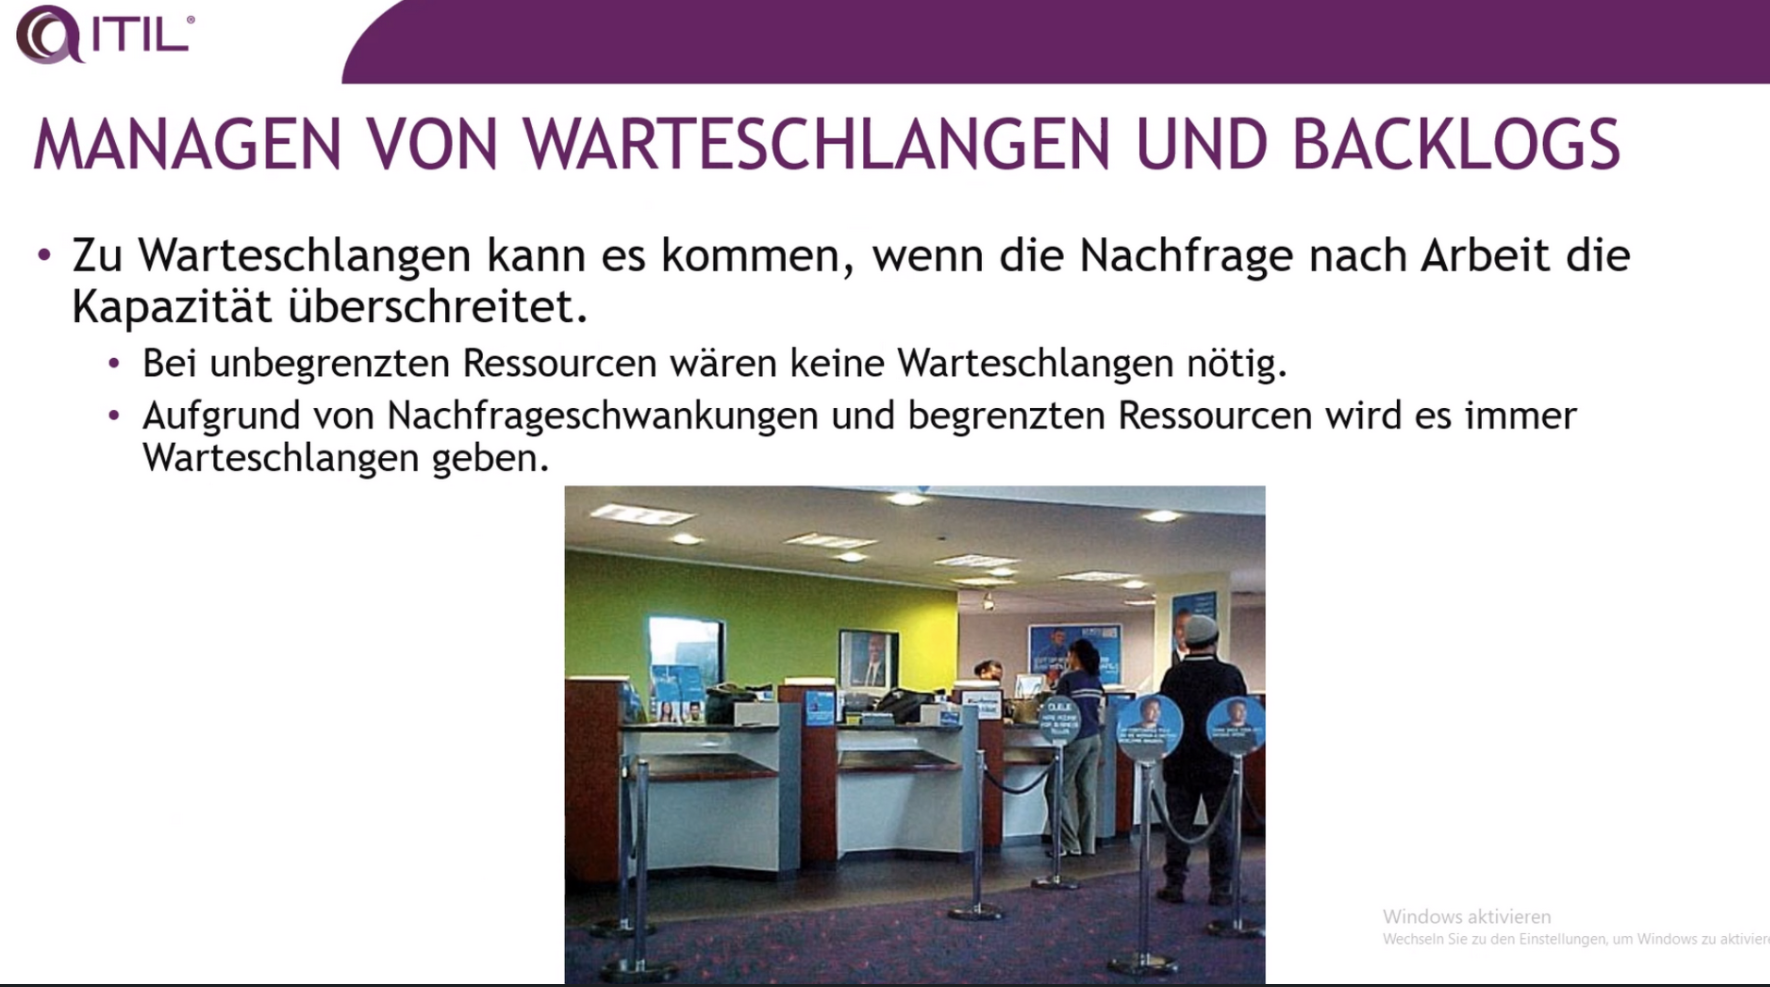 ITIL®
MANAGEN VON WARTESCHLANGEN UND BACKLOGS
• Zu Warteschlangen kann es kommen, wenn die Nachfrage nach Arbeit die
Kapazität überschreitet.
• Bei unbegrenzten Ressourcen wären keine Warteschlangen nötig.
• Aufgrund von Nachfrageschwankungen und begrenzten Ressourcen wird es immer
Warteschlangen geben.
QUEUE
Windows aktivieren
Wechseln Sie zu den Einstellungen, um Windows zu aktiviere